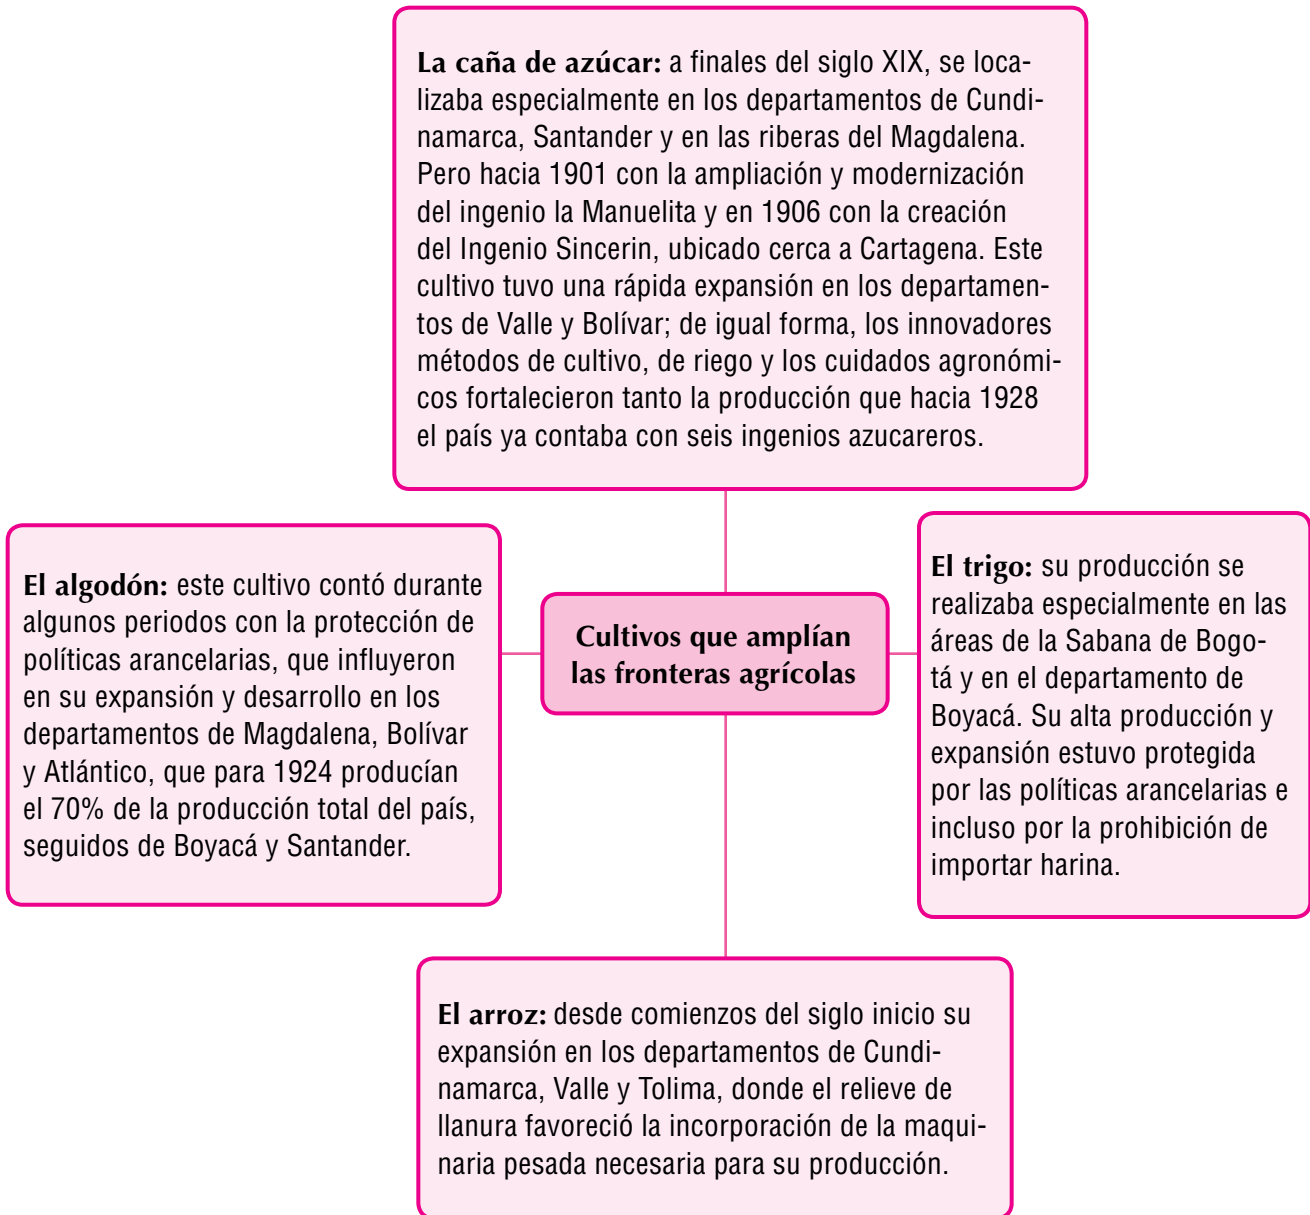 La caña de azúcar: a finales del siglo XIX, se loca-
lizaba especialmente en los departamentos de Cundi-
namarca, Santander y en las riberas del Magdalena.
Pero hacia 1901 con la ampliación y modernización
del ingenio la Manuelita y en 1906 con la creación
del Ingenio Sincerin, ubicado cerca a Cartagena. Este
cultivo tuvo una rápida expansión en los departamen-
tos de Valle y Bolívar; de igual forma, los innovadores
métodos de cultivo, de riego y los cuidados agronómi-
cos fortalecieron tanto la producción que hacia 1928
el país ya contaba con seis ingenios azucareros.
El algodón: este cultivo contó durante
algunos periodos con la protección de
políticas arancelarias, que influyeron
en su expansión y desarrollo en los
departamentos de Magdalena, Bolívar
y Atlántico, que para 1924 producían
el 70% de la producción total del país,
seguidos de Boyacá y Santander.
Cultivos que amplían
las fronteras agrícolas
El trigo: su producción se
realizaba especialmente en las
áreas de la Sabana de Bogo-
tá y en el departamento de
Boyacá. Su alta producción y
expansión estuvo protegida
por las políticas arancelarias e
incluso por la prohibición de
importar harina.
El arroz: desde comienzos del siglo inicio su
expansión en los departamentos de Cundi-
namarca, Valle y Tolima, donde el relieve de
llanura favoreció la incorporación de la maqui-
naria pesada necesaria para su producción.